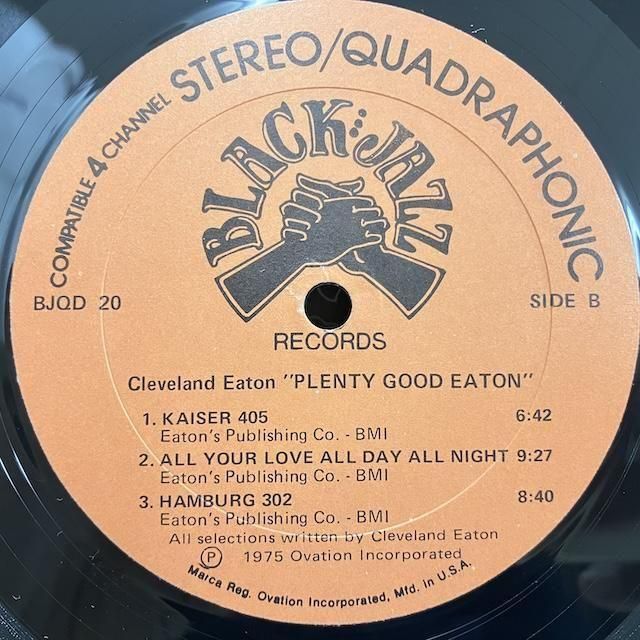 COMPATIBLE 4 CHANNEL STEREO/QUADRAPHONIC
BLACK JAZZ
BJQD 20
SIDE B
RECORDS
Cleveland Eaton "PLENTY GOOD EATON"
1. KAISER 405 6:42
Eaton's Publishing Co. - BMI
2. ALL YOUR LOVE ALL DAY ALL NIGHT 9:27
Eaton's Publishing Co. - BMI
3. HAMBURG 302 8:40
Eaton's Publishing Co. - BMI
All selections written by Cleveland Eaton
Ⓟ 1975 Ovation Incorporated
Marca Reg. Ovation Incorporated, Mfd. in U.S.A.